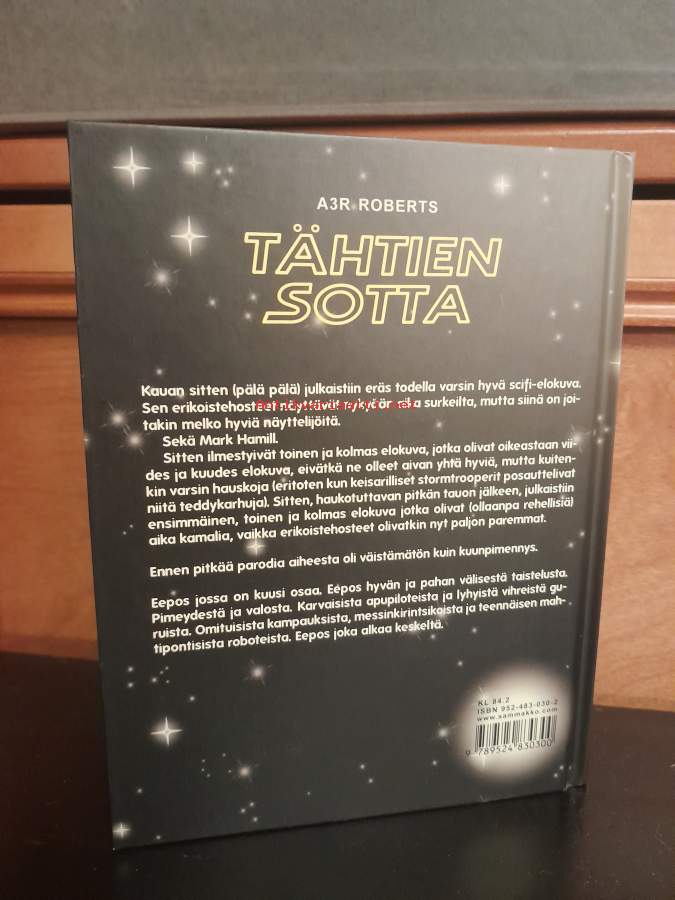 A3R ROBERTS
TÄHTIEN
SOTTA
Kauan sitten (pälä pälä) julkaistiin eräs todella varsin hyvä scifi-elokuva.
Sen erikoistehosteet näyttävät surkeilta, mutta siinä on joi-
takin melko hyviä näyttelijöitä.
Sekä Mark Hamill.
Sitten ilmestyivät toinen ja kolmas elokuva, jotka olivat oikeastaan vii-
des ja kuudes elokuva, eivätkä ne olleet aivan yhtä hyviä, mutta kuiten-
kin varsin hauskoja (eritoten kun keisarilliset stormtrooperit posauttelivat
niitä teddykarhuja). Sitten, haukotuttavan pitkän tauon jälkeen, julkaistiin
ensimmäinen, toinen ja kolmas elokuva jotka olivat (ollaanpa rehellisiä)
aika kamalia, vaikka erikoistehosteet olivatkin nyt paljon paremmat.
Ennen pitkää parodia aiheesta oli väistämätön kuin kuunpimennys.
Eepos jossa on kuusi osaa. Eepos hyvän ja pahan välisestä taistelusta.
Pimeydestä ja valosta. Karvaisista apupiloteista ja lyhyistä vihreistä gu-
ruista. Omituisista kampauksista, messinkirintsikoista ja teennäisen mah-
tipontisista roboteista. Eepos joka alkaa keskeltä.
KL 84.2
ISBN 952-483-030-2
www.sammakko.com
9 789524 830300